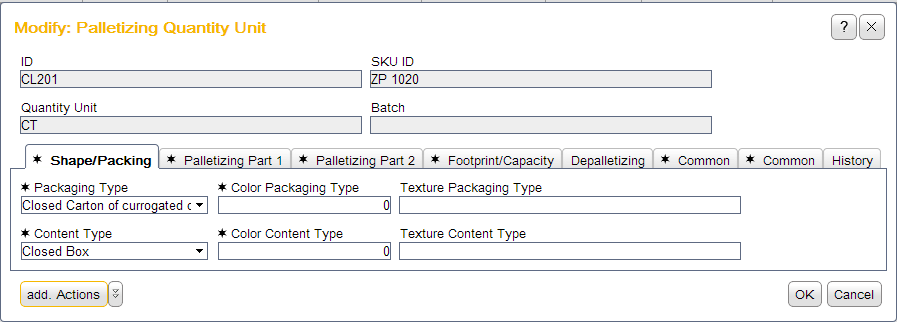 Modify: Palletizing Quantity Unit ? ×
ID SKU ID
CL201 ZP 1020
Quantity Unit Batch
CT
✶ Shape/Packing ✶ Palletizing Part 1 ✶ Palletizing Part 2 ✶ Footprint/Capacity Depalletizing ✶ Common ✶ Common History
✶ Packaging Type ✶ Color Packaging Type Texture Packaging Type
Closed Carton of currogated c 0
✶ Content Type ✶ Color Content Type Texture Content Type
Closed Box 0
add. Actions OK Cancel